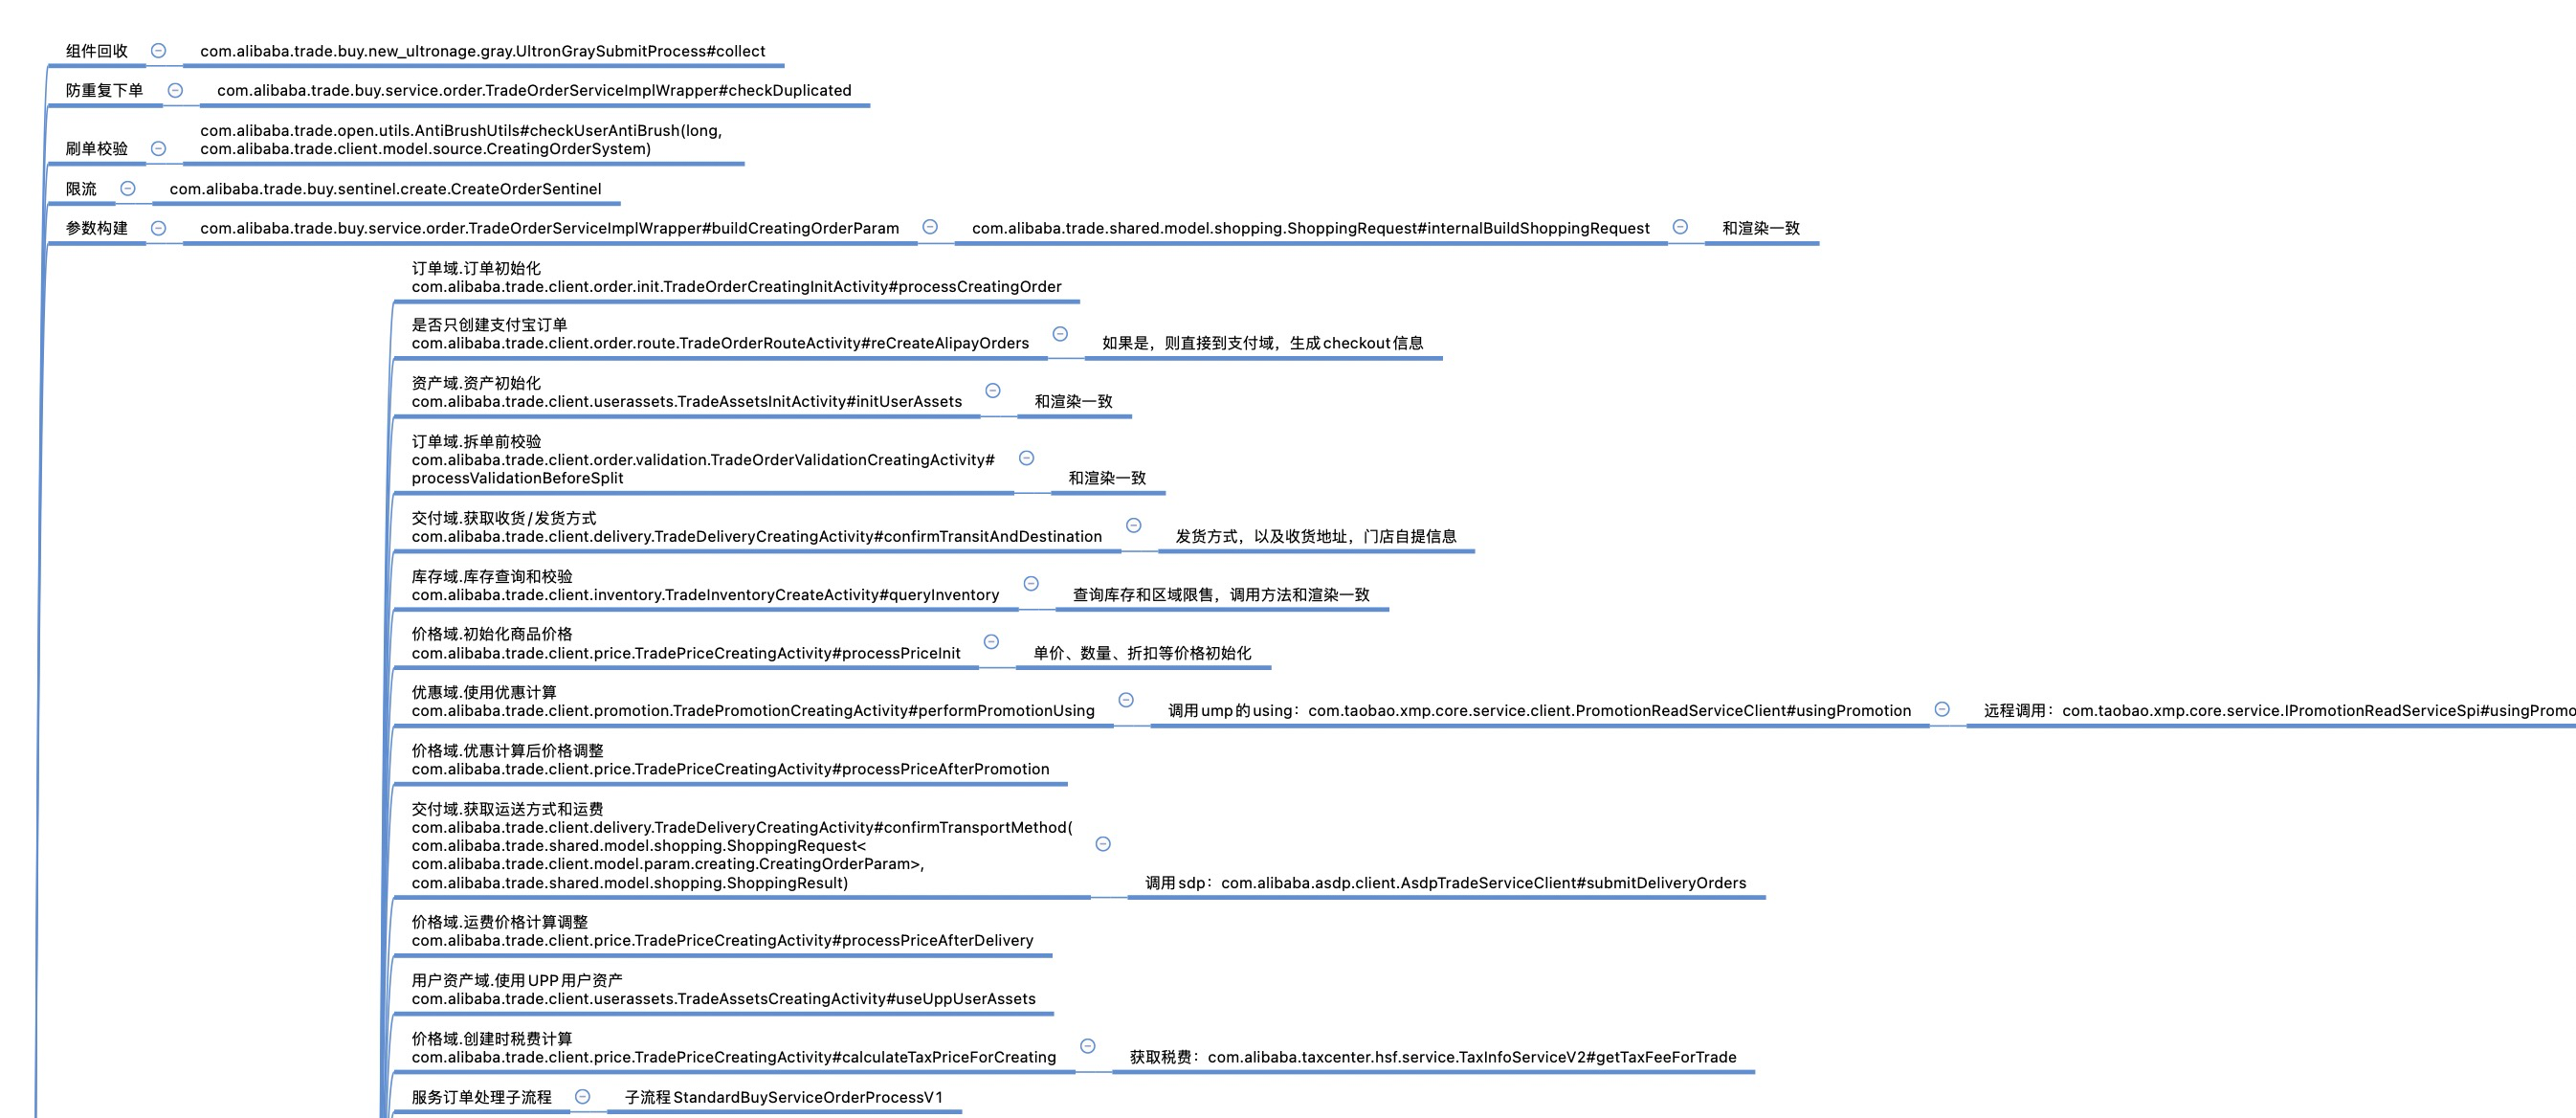 组件回收
com.alibaba.trade.buy.new_ultronage.gray.UltronGraySubmitProcess#collect
防重复下单
com.alibaba.trade.buy.service.order.TradeOrderServiceImplWrapper#checkDuplicated
com.alibaba.trade.open.utils.AntiBrushUtils#checkUserAntiBrush(long,
刷单校验
com.alibaba.trade.client.model.source.CreatingOrderSystem)
限流
com.alibaba.trade.buy.sentinel.create.CreateOrderSentinel
参数构建
com.alibaba.trade.buy.service.order.TradeOrderServiceImplWrapper#buildCreatingOrderParam
com.alibaba.trade.shared.model.shopping.ShoppingRequest#internalBuildShoppingRequest
和渲染一致
订单域.订单初始化
com.alibaba.trade.client.order.init.TradeOrderCreatingInitActivity#processCreatingOrder
是否只创建支付宝订单
com.alibaba.trade.client.order.route.TradeOrderRouteActivity#reCreateAlipayOrders
如果是，则直接到支付域，生成checkout信息
资产域.资产初始化
com.alibaba.trade.client.userassets.TradeAssetsInitActivity#initUserAssets
和渲染一致
订单域.拆单前校验
com.alibaba.trade.client.order.validation.TradeOrderValidationCreatingActivity#
processValidationBeforeSplit
和渲染一致
交付域.获取收货/发货方式
com.alibaba.trade.client.delivery.TradeDeliveryCreatingActivity#confirmTransitAndDestination
发货方式，以及收货地址，门店自提信息
库存域.库存查询和校验
com.alibaba.trade.client.inventory.TradeInventoryCreateActivity#queryInventory
查询库存和区域限售，调用方法和渲染一致
价格域.初始化商品价格
com.alibaba.trade.client.price.TradePriceCreatingActivity#processPriceInit
单价、数量、折扣等价格初始化
优惠域.使用优惠计算
com.alibaba.trade.client.promotion.TradePromotionCreatingActivity#performPromotionUsing
调用ump的using：com.taobao.xmp.core.service.client.PromotionReadServiceClient#usingPromotion
远程调用：com.taobao.xmp.core.service.IPromotionReadServiceSpi#usingPromo
价格域.优惠计算后价格调整
com.alibaba.trade.client.price.TradePriceCreatingActivity#processPriceAfterPromotion
交付域.获取运送方式和运费
com.alibaba.trade.client.delivery.TradeDeliveryCreatingActivity#confirmTransportMethod(
com.alibaba.trade.shared.model.shopping.ShoppingRequest<
com.alibaba.trade.client.model.param.creating.CreatingOrderParam>,
com.alibaba.trade.shared.model.shopping.ShoppingResult)
调用sdp：com.alibaba.asdp.client.AsdpTradeServiceClient#submitDeliveryOrders
价格域.运费价格计算调整
com.alibaba.trade.client.price.TradePriceCreatingActivity#processPriceAfterDelivery
用户资产域.使用UPP用户资产
com.alibaba.trade.client.userassets.TradeAssetsCreatingActivity#useUppUserAssets
价格域.创建时税费计算
com.alibaba.trade.client.price.TradePriceCreatingActivity#calculateTaxPriceForCreating
获取税费：com.alibaba.taxcenter.hsf.service.TaxInfoServiceV2#getTaxFeeForTrade
服务订单处理子流程
子流程StandardBuyServiceOrderProcessV1